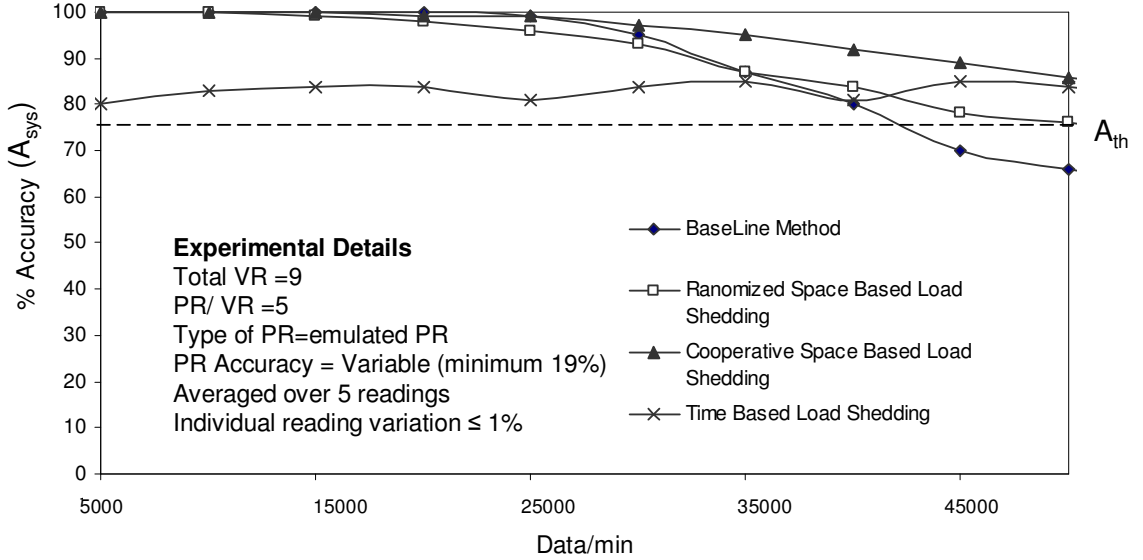 100
90
80
70
60
50
40
30
20
10
0
% Accuracy (A_sys)
A_th
Experimental Details
Total VR =9
PR/ VR =5
Type of PR=emulated PR
PR Accuracy = Variable (minimum 19%)
Averaged over 5 readings
Individual reading variation ≤ 1%
BaseLine Method
Ranomized Space Based Load
Shedding
Cooperative Space Based Load
Shedding
Time Based Load Shedding
5000 15000 25000 35000 45000
Data/min